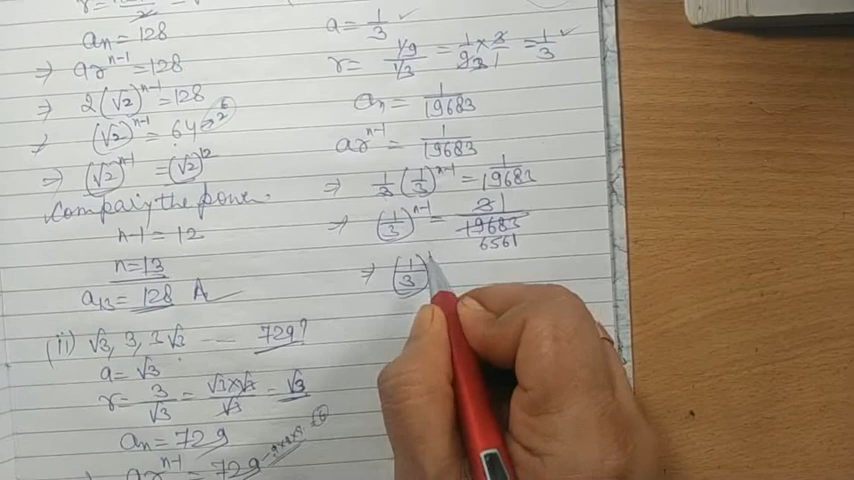 aₙ = 128
⇒ arⁿ⁻¹ = 128
⇒ 2(√2)ⁿ⁻¹ = 128
(√2)ⁿ⁻¹ = 64 2⁶
⇒ (√2)ⁿ⁻¹ = (√2)¹²
the
n-1 = 12
n = 13
a₁₃ = 128 A
(ii) √3, 3, 3√3 ---- 729?
a = √3
r = 3/√3 = √3×√3/√3 = √3
aₙ = 729
arⁿ⁻¹ = 729
a = 1/3 ✓
r = 1/9 / 1/3 = 1/9 × 3/1 = 1/3 ✓
aₙ = 1/19683
arⁿ⁻¹ = 1/19683
⇒ 1/3 (1/3)ⁿ⁻¹ = 1/19683
⇒ (1/3)ⁿ⁻¹ = 3 1/19683 6561
⇒ (1/3)